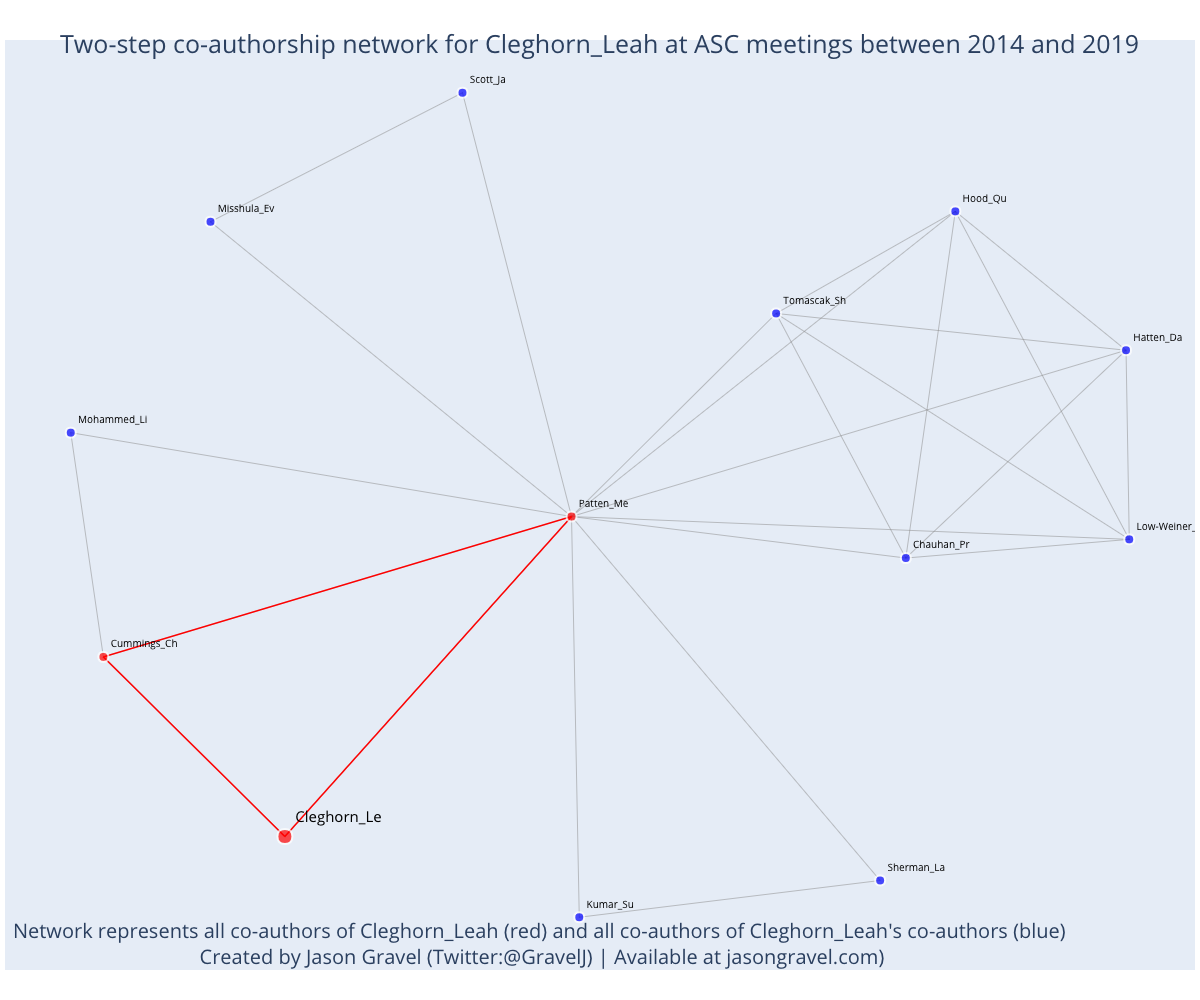 Two-step co-authorship network for Cleghorn_Leah at ASC meetings between 2014 and 2019
Scott_Ja
Hood_Qu
Misshula_Ev
Tomascak_Sh
Hatten_Da
Mohammed_Li
Patten_Me
Low-Weiner_
Chauhan_Pr
Cummings_Ch
Cleghorn_Le
Sherman_La
Kumar_Su
Network represents all co-authors of Cleghorn_Leah (red) and all co-authors of Cleghorn_Leah's co-authors (blue)
Created by Jason Gravel (Twitter:@GravelJ) | Available at jasongravel.com)